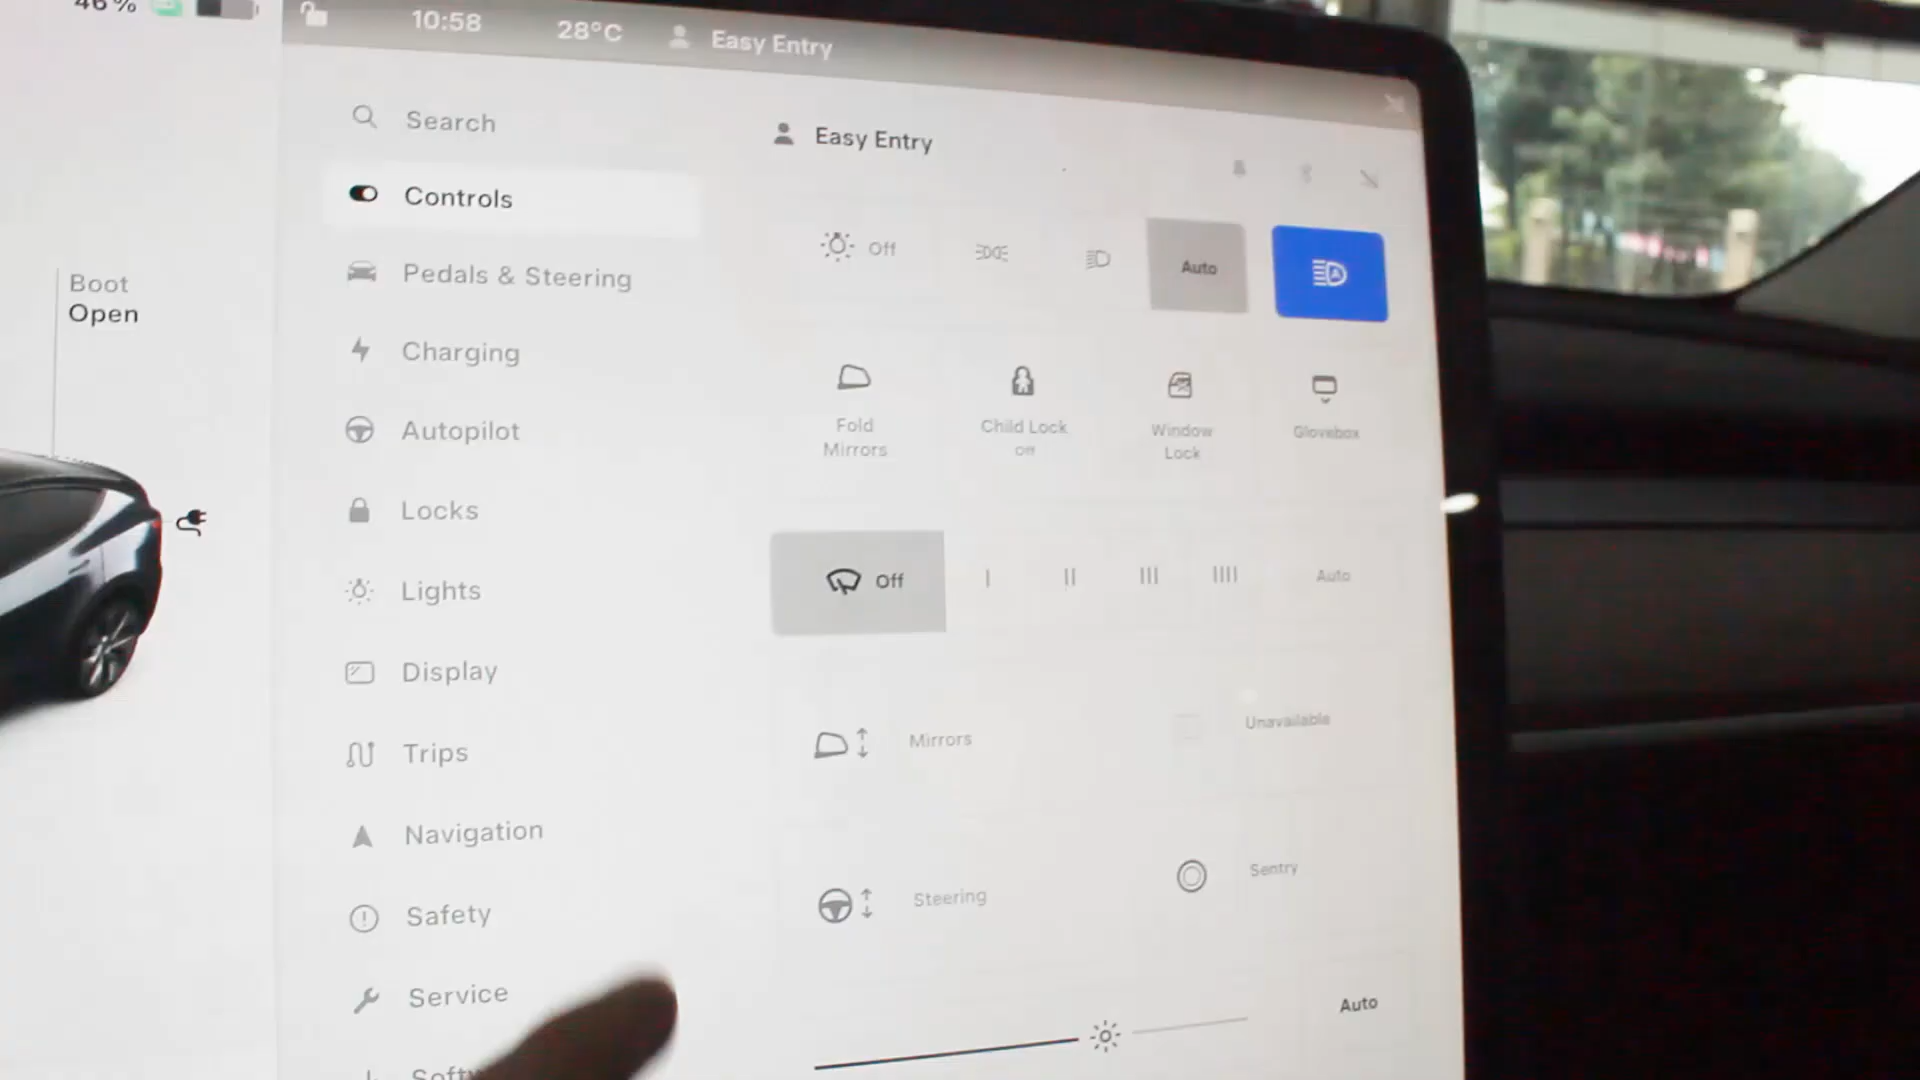 46%
10:58
28°C
Easy Entry
Boot
Open
Search
Controls
Pedals & Steering
Charging
Autopilot
Locks
Lights
Display
Trips
Navigation
Safety
Service
Easy Entry
Off
Auto
Fold
Mirrors
Child Lock
Off
Window
Lock
Glovebox
Off
I
II
III
IIII
Auto
Mirrors
Unavailable
Steering
Sentry
Auto